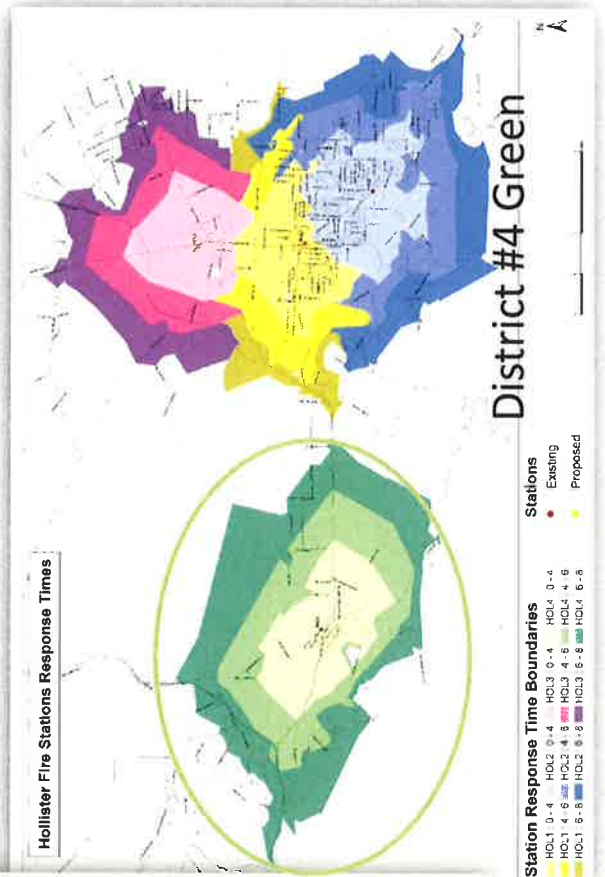 Hollister Fire Stations Response Times
N
District #4 Green
Station Response Time Boundaries
HOL1: 0 - 4 HOL2 0 - 4 HOL3 0 - 4 HOL4 0 - 4
HOL1: 4 - 6 HOL2 4 - 6 HOL3 4 - 6 HOL4 4 - 6
HOL1: 6 - 8 HOL2 6 - 8 HOL3 6 - 8 HOL4 6 - 8
Stations
Existing
Proposed